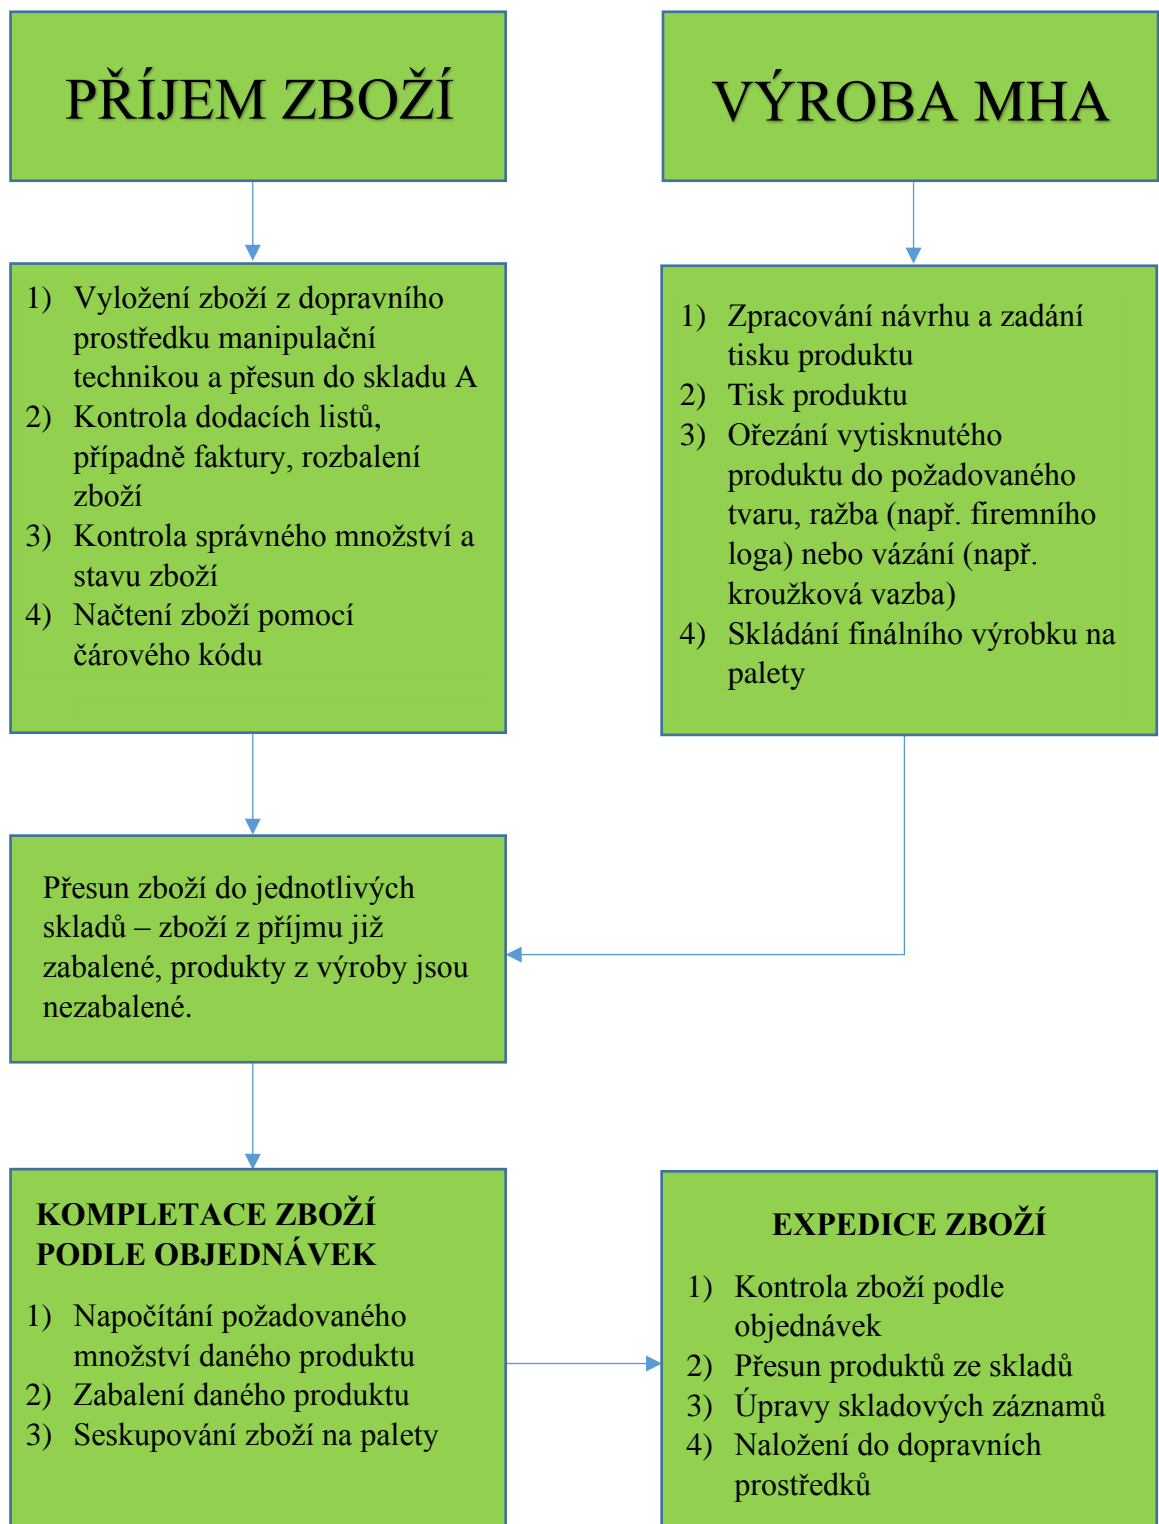 PŘÍJEM ZBOŽÍ
VÝROBA MHA
1) Vyložení zboží z dopravního
prostředku manipulační
technikou a přesun do skladu A
2) Kontrola dodacích listů,
případně faktury, rozbalení
zboží
3) Kontrola správného množství a
stavu zboží
4) Načtení zboží pomocí
čárového kódu
1) Zpracování návrhu a zadání
tisku produktu
2) Tisk produktu
3) Ořezání vytisknutého
produktu do požadovaného
tvaru, ražba (např. firemního
loga) nebo vázání (např.
kroužková vazba)
4) Skládání finálního výrobku na
palety
Přesun zboží do jednotlivých
skladů – zboží z příjmu již
zabalené, produkty z výroby jsou
nezabalené.
KOMPLETACE ZBOŽÍ
PODLE OBJEDNÁVEK
1) Napočítání požadovaného
množství daného produktu
2) Zabalení daného produktu
3) Seskupování zboží na palety
EXPEDICE ZBOŽÍ
1) Kontrola zboží podle
objednávek
2) Přesun produktů ze skladů
3) Úpravy skladových záznamů
4) Naložení do dopravních
prostředků